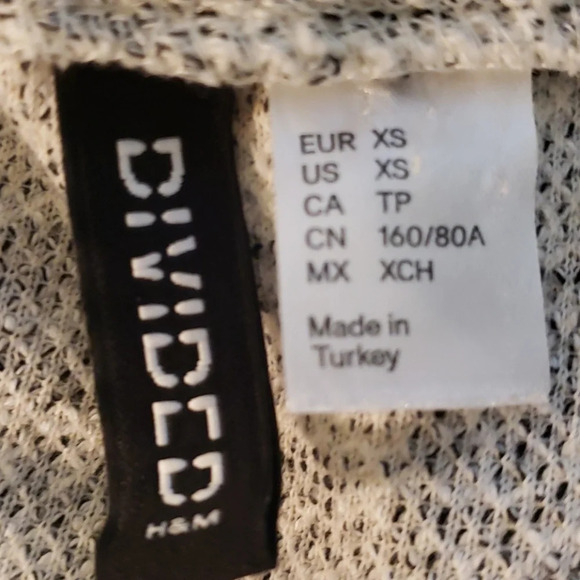 DIVIDED
H&M
EUR XS
US XS
CA TP
CN 160/80A
MX XCH
Made in
Turkey